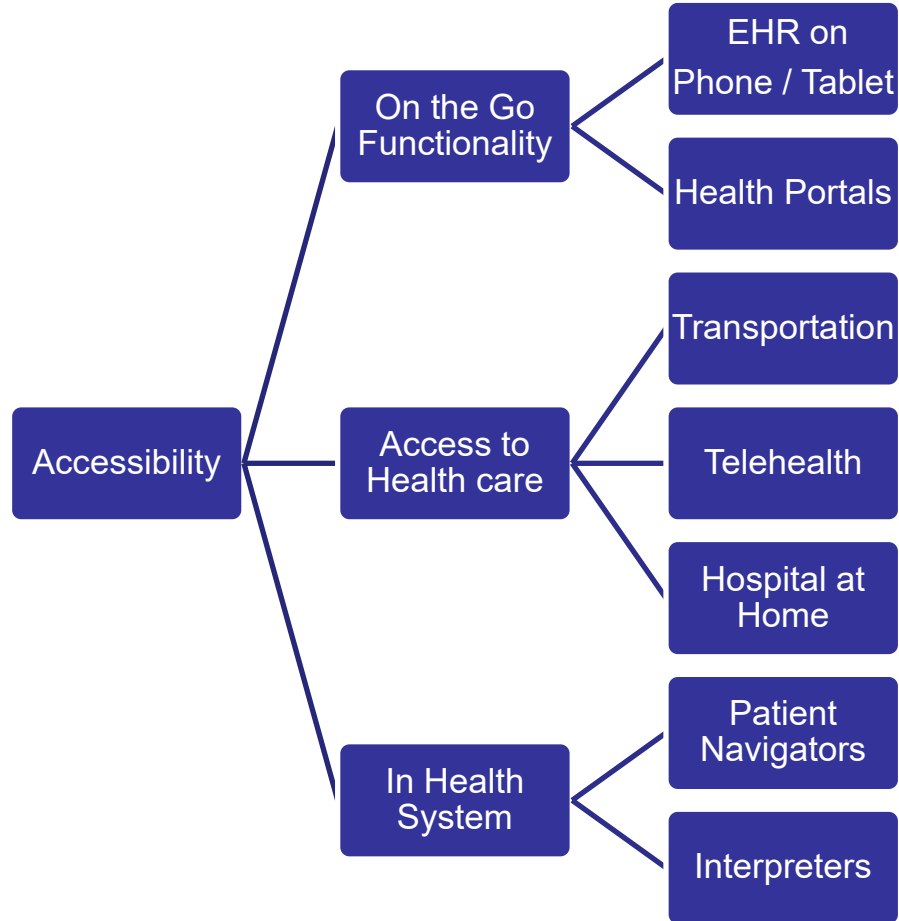 Accessibility
On the Go
Functionality
EHR on
Phone / Tablet
Health Portals
Access to
Health care
Transportation
Telehealth
Hospital at
Home
In Health
System
Patient
Navigators
Interpreters